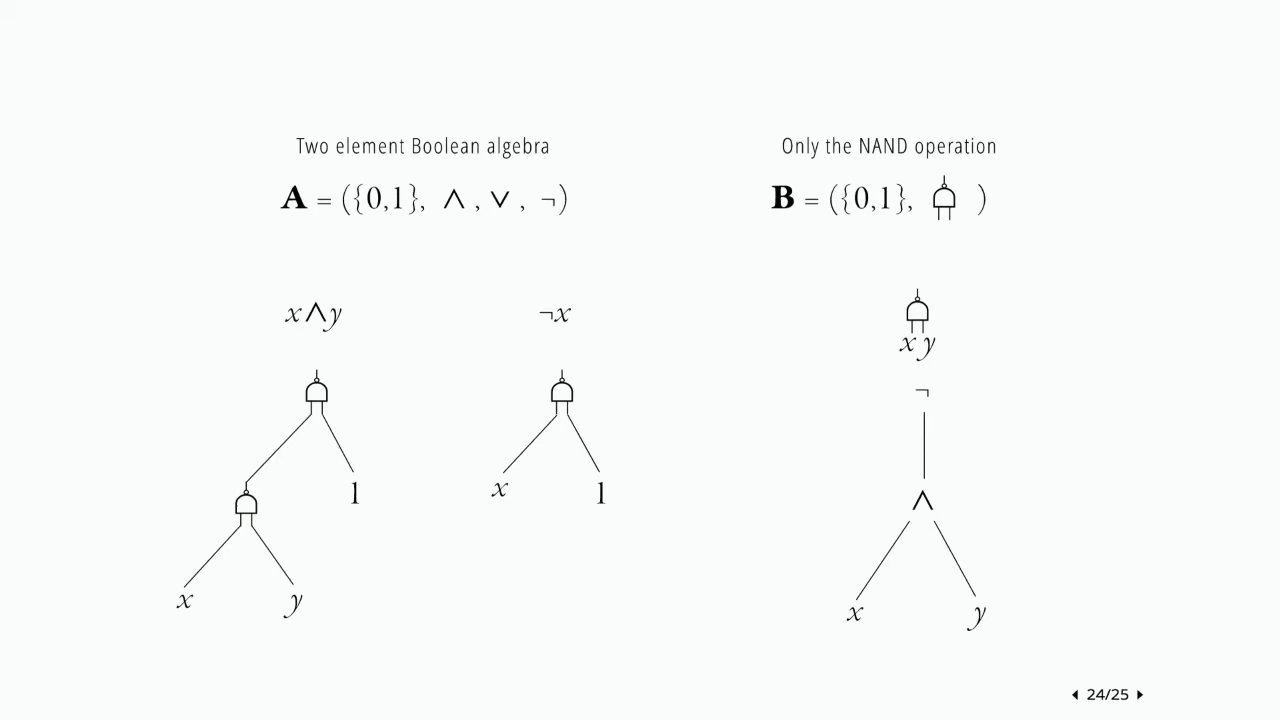 Two element Boolean algebra
Only the NAND operation
A = ({0,1}, ∧ , ∨ , ¬)
B = ({0,1}, )
x∧y
¬x
x y
¬
x
1
x
1
∧
x
y
x
y
24/25